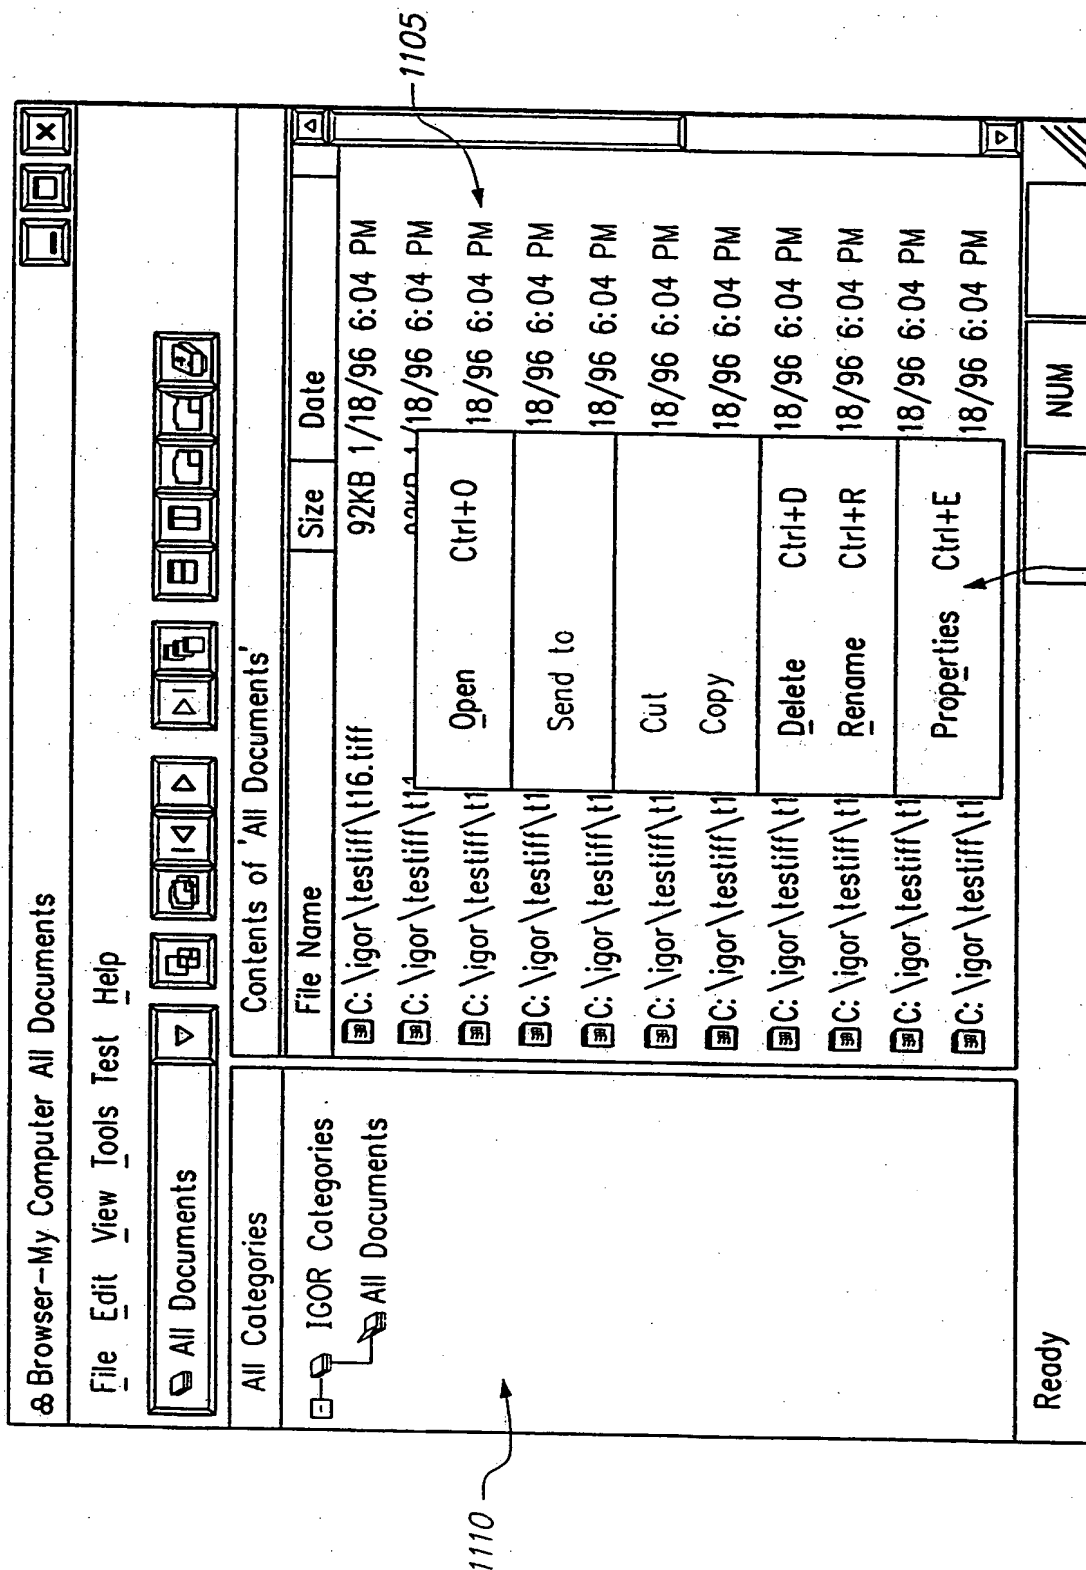 Browser-My Computer All Documents
File Edit View Tools Test Help
All Documents
All Categories
Contents of 'All Documents'
IGOR Categories
All Documents
File Name Size Date
C: \igor\testiff\t16.tiff 92KB 1/18/96 6:04 PM
C: \igor\testiff\t11 92KB 1/18/96 6:04 PM
C: \igor\testiff\t1 18/96 6:04 PM
C: \igor\testiff\t1 18/96 6:04 PM
C: \igor\testiff\t1 18/96 6:04 PM
C: \igor\testiff\t1 18/96 6:04 PM
C: \igor\testiff\t1 18/96 6:04 PM
C: \igor\testiff\t1 18/96 6:04 PM
C: \igor\testiff\t1 18/96 6:04 PM
C: \igor\testiff\t1 18/96 6:04 PM
C: \igor\testiff\t1 18/96 6:04 PM
Open Ctrl+O
Send to
Cut
Copy
Delete Ctrl+D
Rename Ctrl+R
Properties Ctrl+E
Ready
NUM
1105
1110